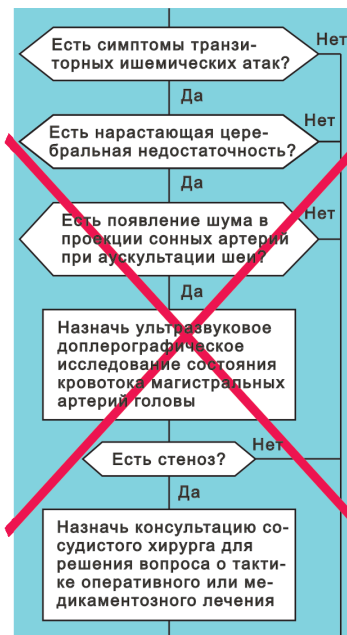 Есть симптомы транзи-
торных ишемических атак?
Нет
Да
Есть нарастающая цере-
бральная недостаточность?
Нет
Да
Есть появление шума в
проекции сонных артерий
при аускультации шеи?
Нет
Да
Назначь ультразвуковое
доплерографическое
исследование состояния
кровотока магистральных
артерий головы
Есть стеноз?
Нет
Да
Назначь консультацию со-
судистого хирурга для
решения вопроса о такти-
ке оперативного или ме-
дикаментозного лечения